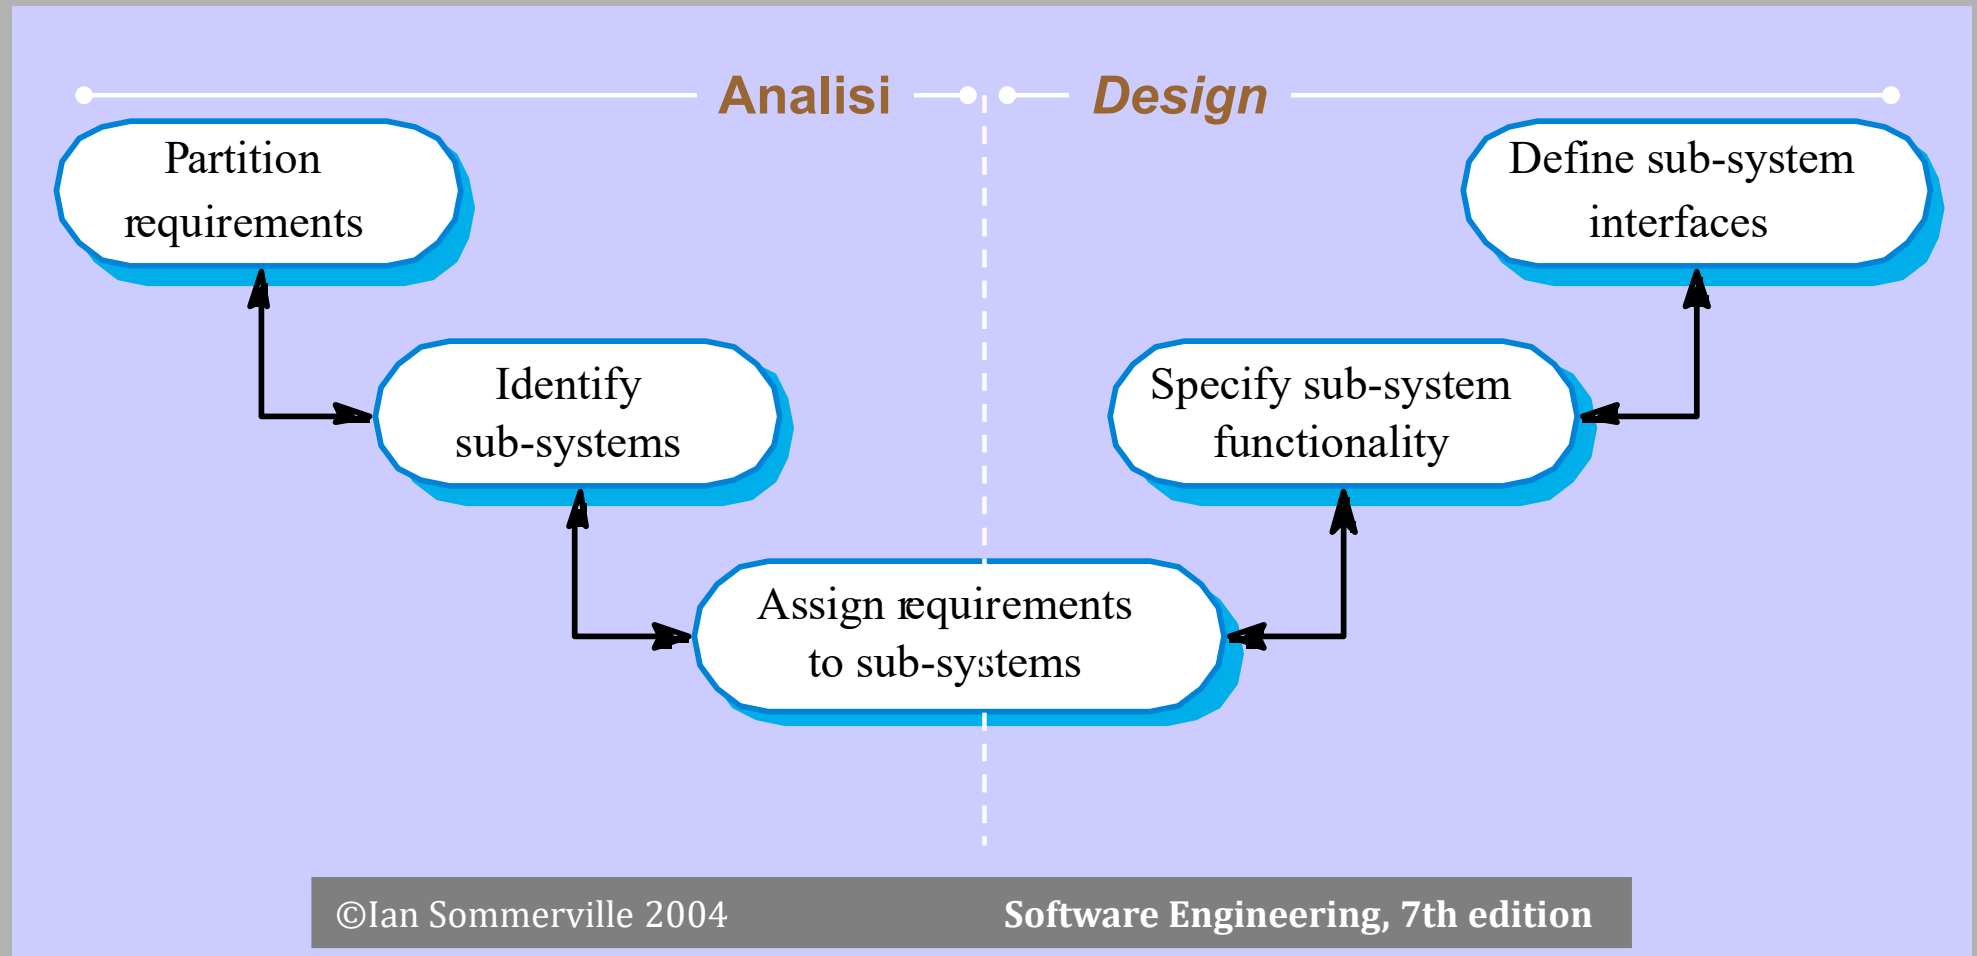 Analisi
Design
Partition
requirements
Define sub-system
interfaces
Identify
sub-systems
Specify sub-system
functionality
Assign requirements
to sub-systems
©Ian Sommerville 2004
Software Engineering, 7th edition